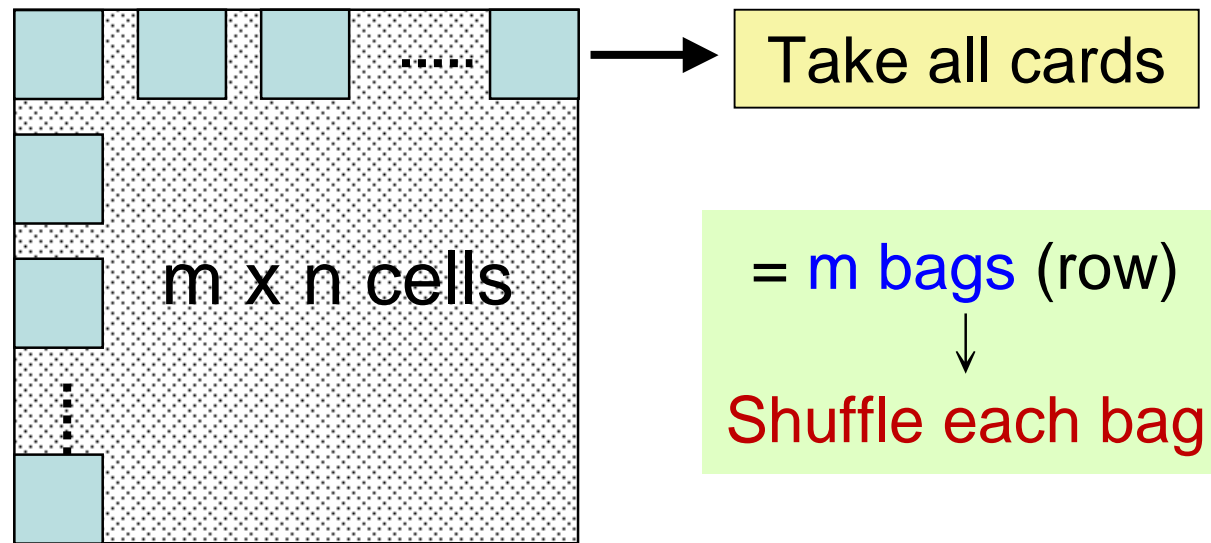 Take all cards
m x n cells
= m bags (row)
↓
Shuffle each bag